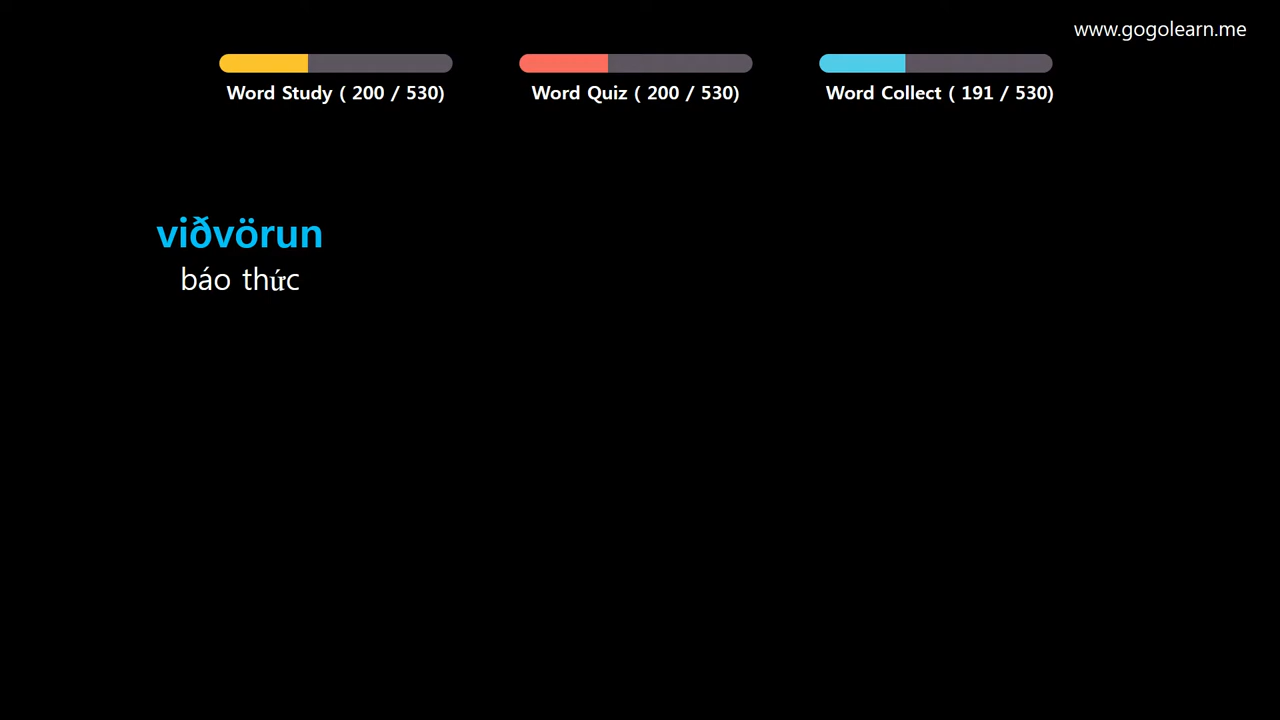 www.gogolearn.me
Word Study ( 200 / 530)
Word Quiz ( 200 / 530)
Word Collect ( 191 / 530)
viðvörun
báo thức